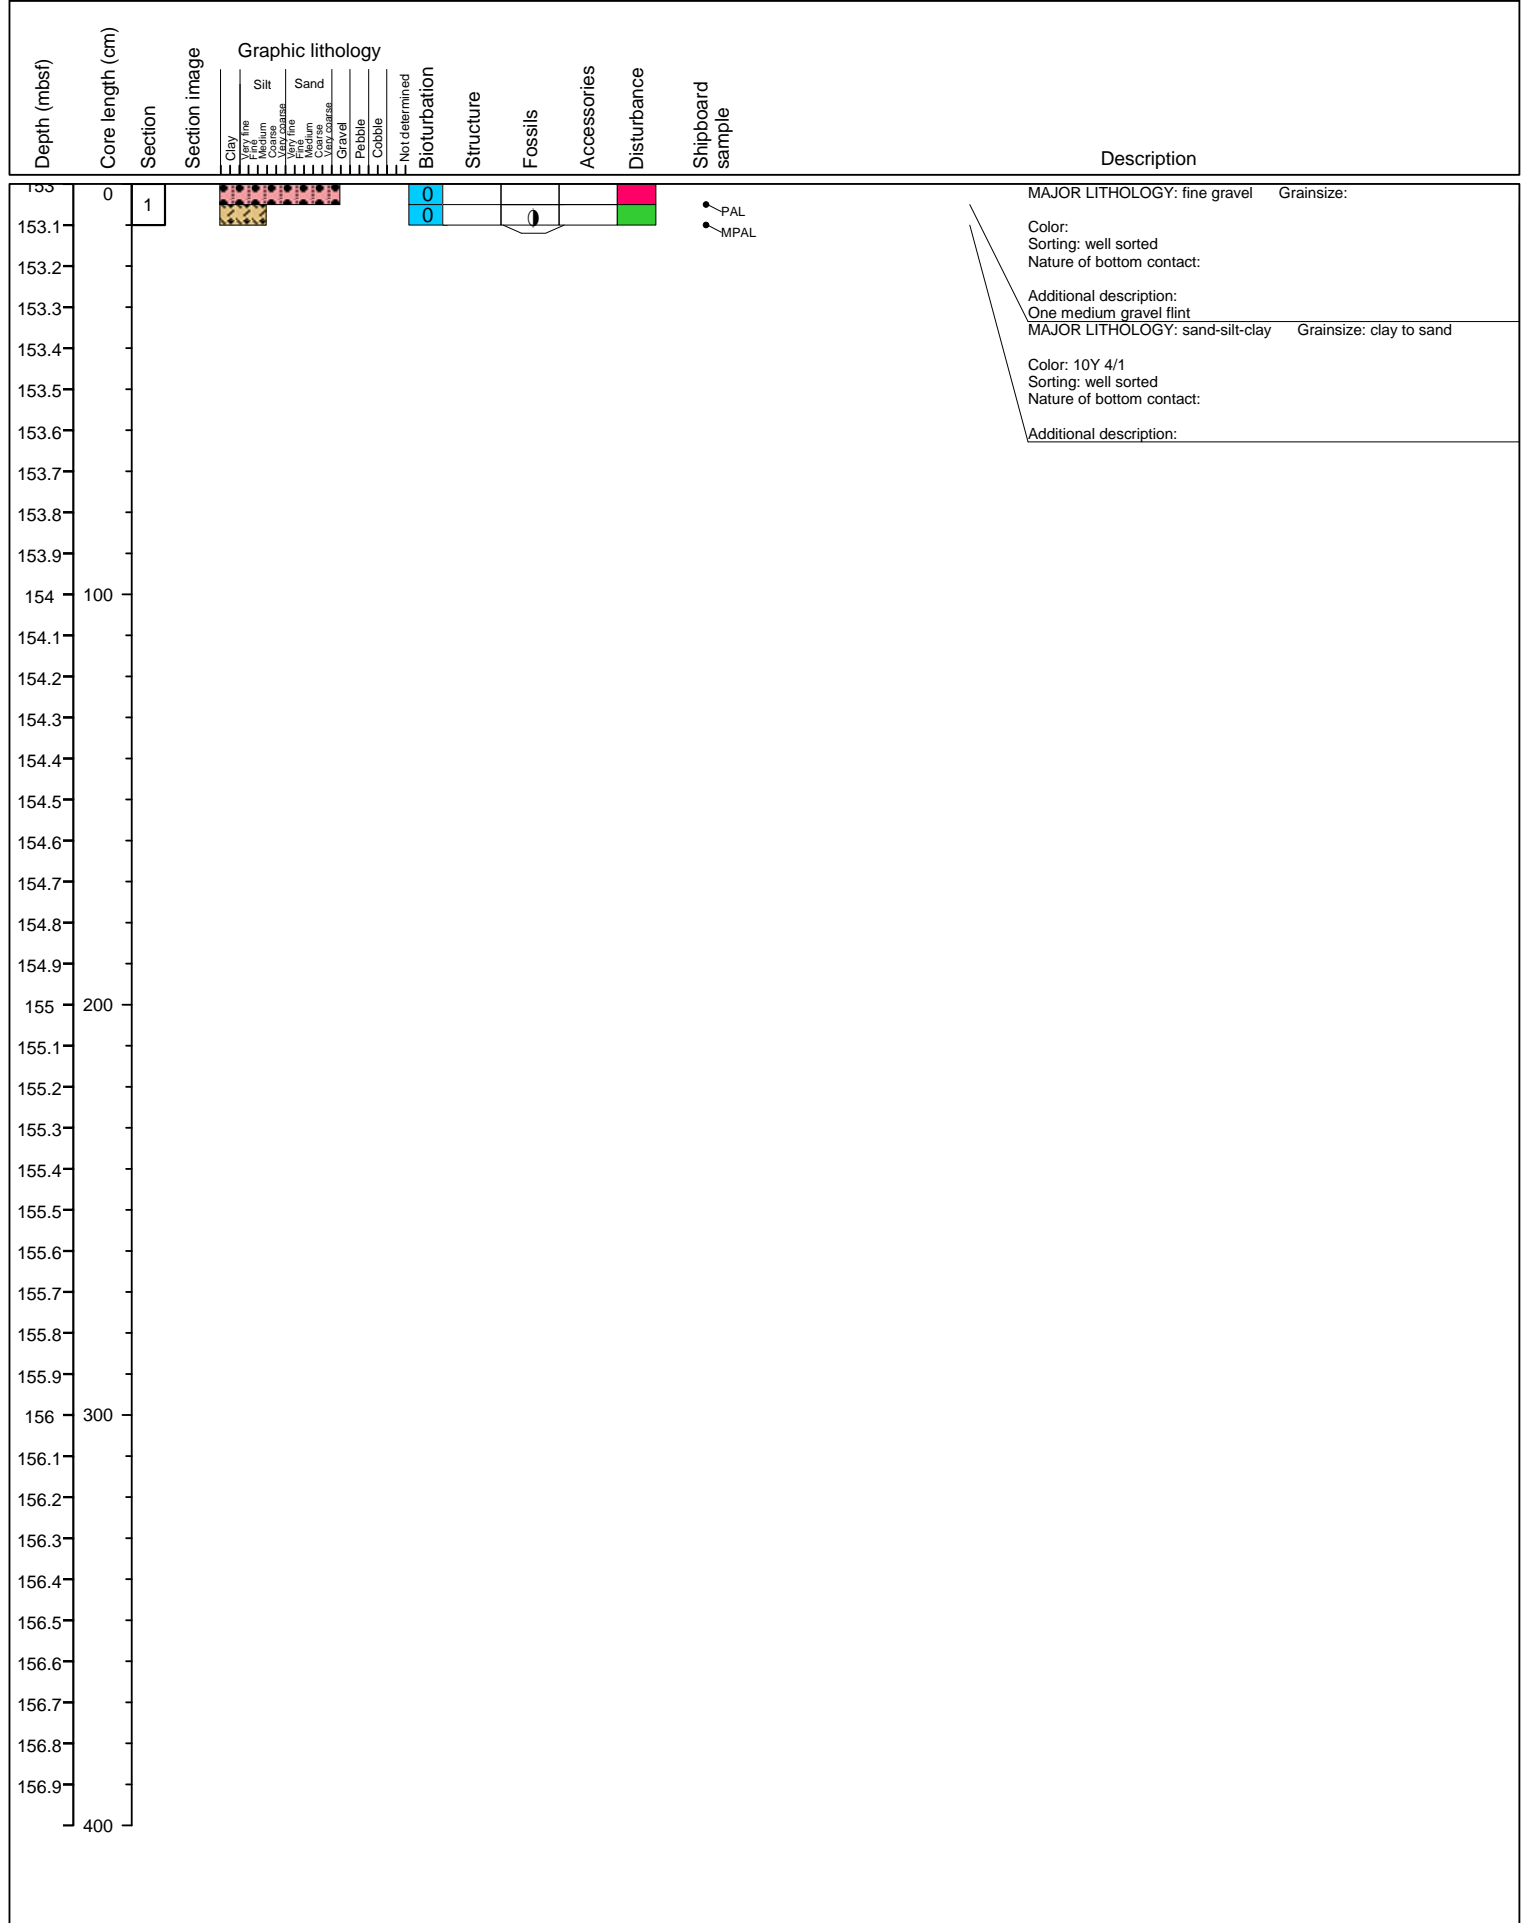 Depth (mbsf)
Core length (cm)
Section
Section image
Graphic lithology
Clay
Silt
Very fine
Fine
Medium
Coarse
Very coarse
Sand
Very fine
Fine
Medium
Coarse
Very coarse
Gravel
Pebble
Cobble
Not determined
Bioturbation
Structure
Fossils
Accessories
Disturbance
Shipboard
sample
Description
153
0
1
0
0
PAL
MPAL
MAJOR LITHOLOGY: fine gravel Grainsize:
Color:
Sorting: well sorted
Nature of bottom contact:
Additional description:
One medium gravel flint
MAJOR LITHOLOGY: sand-silt-clay Grainsize: clay to sand
Color: 10Y 4/1
Sorting: well sorted
Nature of bottom contact:
Additional description:
153.1
153.2
153.3
153.4
153.5
153.6
153.7
153.8
153.9
154 100
154.1
154.2
154.3
154.4
154.5
154.6
154.7
154.8
154.9
155 200
155.1
155.2
155.3
155.4
155.5
155.6
155.7
155.8
155.9
156 300
156.1
156.2
156.3
156.4
156.5
156.6
156.7
156.8
156.9
400